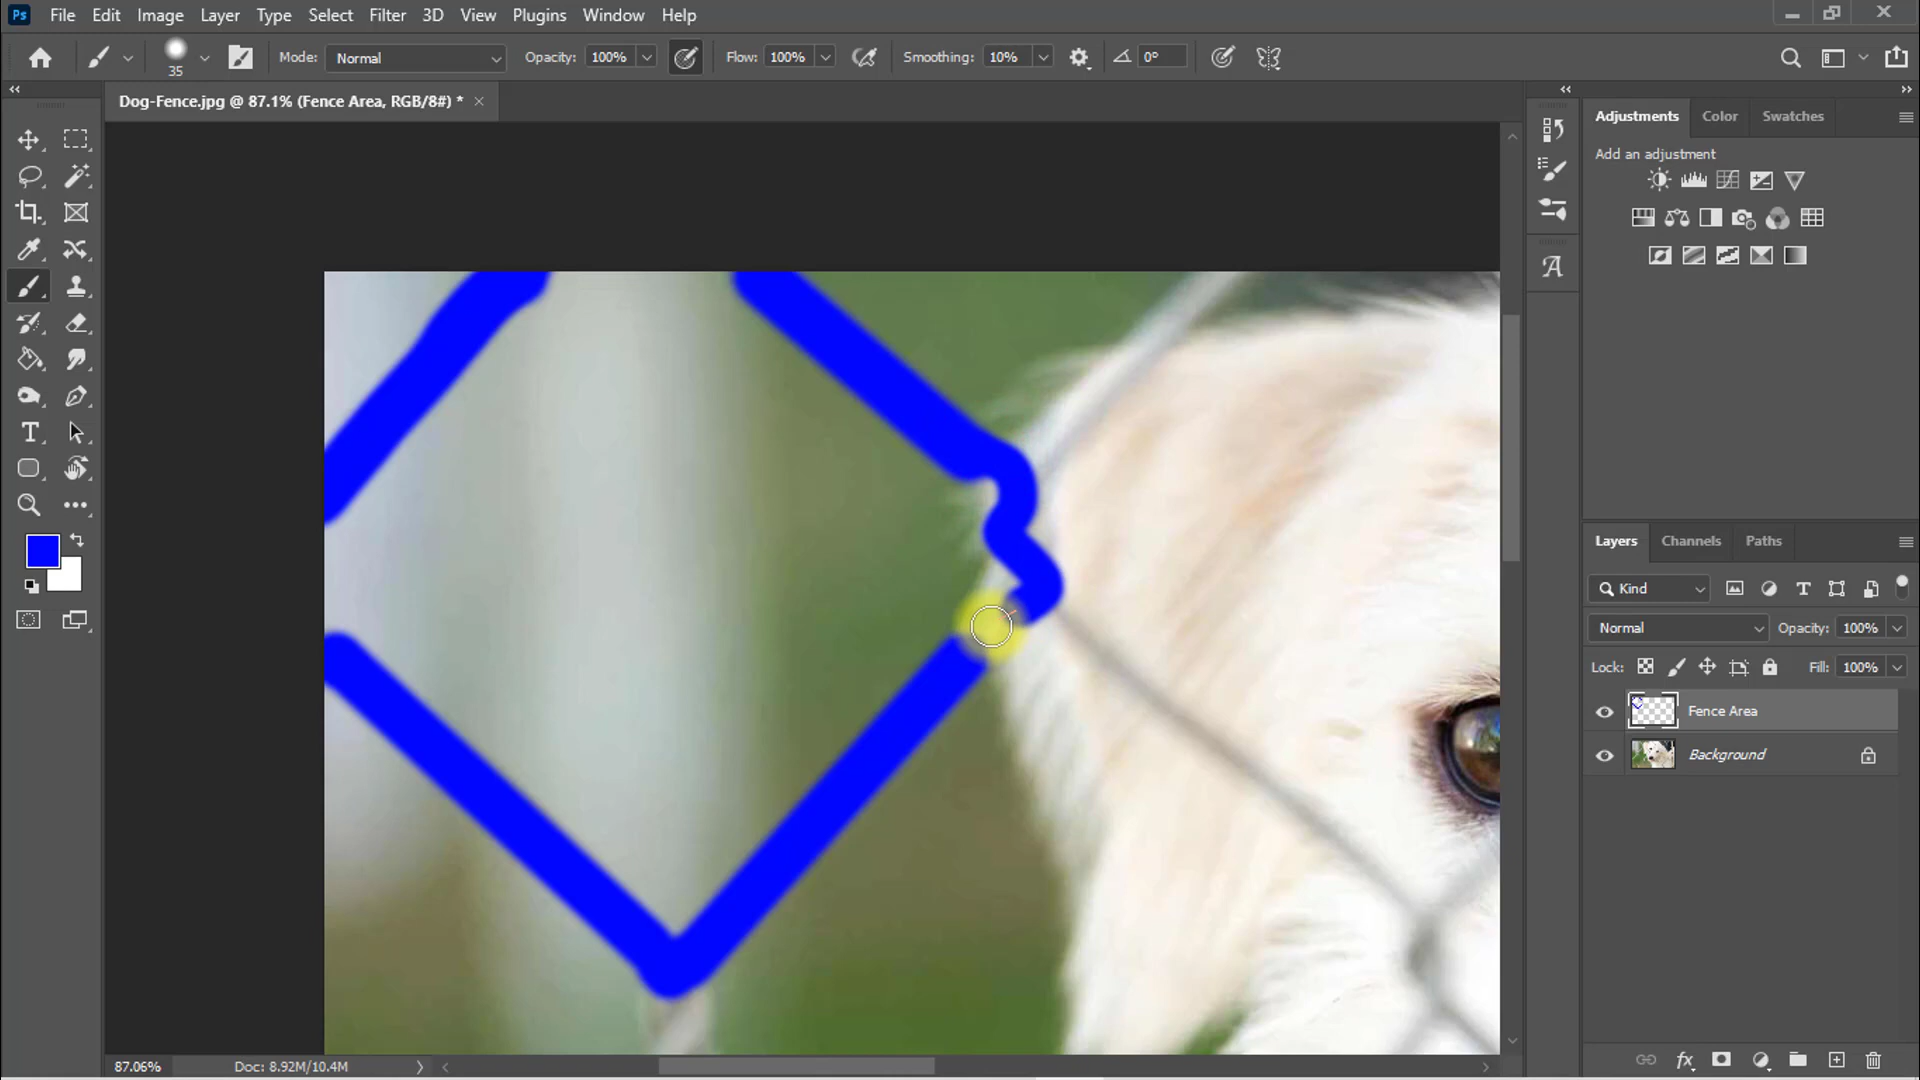 Ps File Edit Image Layer Type Select Filter 3D View Plugins Window Help
35 Mode: Normal Opacity: 100% Flow: 100% Smoothing: 10% 0°
Dog-Fence.jpg @ 87.1% (Fence Area, RGB/8#) *
Adjustments Color Swatches
Add an adjustment
Layers Channels Paths
Kind
Normal Opacity: 100%
Lock: Fill: 100%
Fence Area
Background
87.06% Doc: 8.92M/10.4M